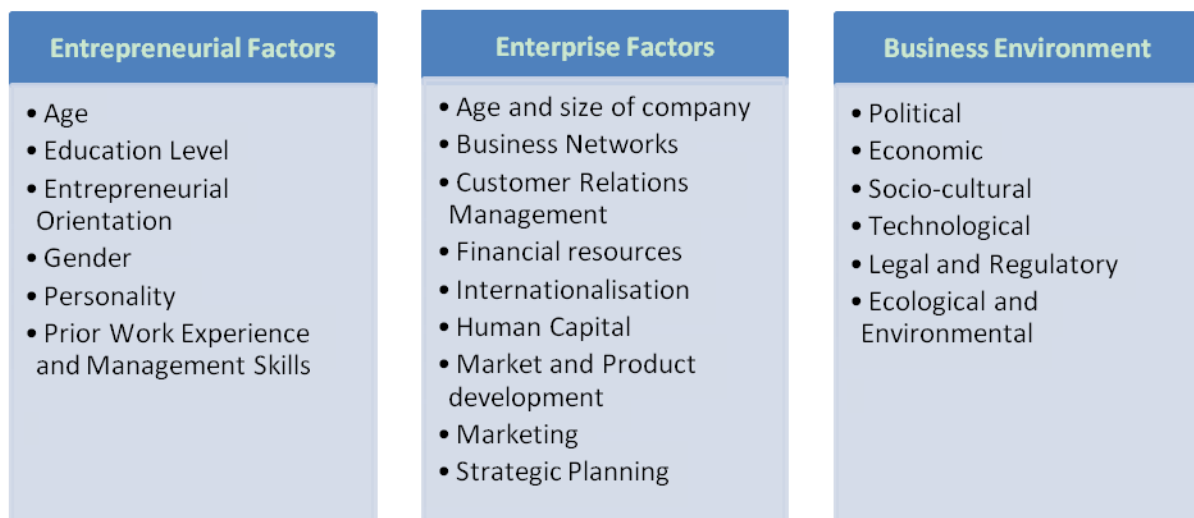 Entrepreneurial Factors
• Age
• Education Level
• Entrepreneurial
Orientation
• Gender
• Personality
• Prior Work Experience
and Management Skills
Enterprise Factors
• Age and size of company
• Business Networks
• Customer Relations
Management
• Financial resources
• Internationalisation
• Human Capital
• Market and Product
development
• Marketing
• Strategic Planning
Business Environment
• Political
• Economic
• Socio-cultural
• Technological
• Legal and Regulatory
• Ecological and
Environmental